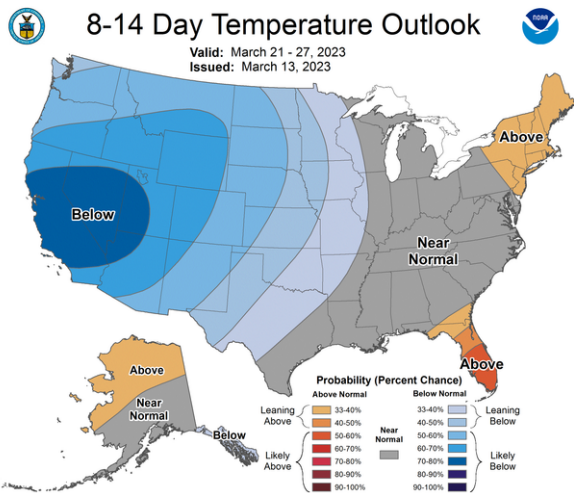 8-14 Day Temperature Outlook
Valid: March 21 - 27, 2023
Issued: March 13, 2023
NOAA
Above
Below
Near
Normal
Above
Above
Near
Normal
Below
Probability (Percent Chance)
Above Normal
Below Normal
Leaning
Above
33-40%
40-50%
Likely
Above
50-60%
60-70%
70-80%
80-90%
90-100%
Near
Normal
33-40%
40-50%
Leaning
Below
50-60%
60-70%
70-80%
80-90%
90-100%
Likely
Below